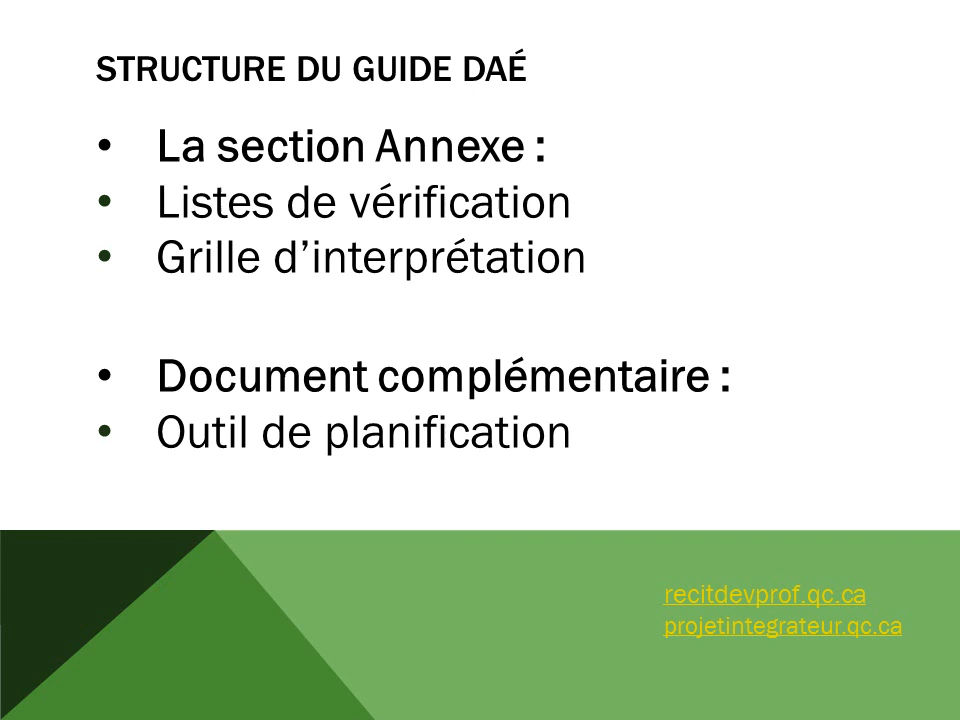 STRUCTURE DU GUIDE DAÉ
• La section Annexe :
• Listes de vérification
• Grille d’interprétation
• Document complémentaire :
• Outil de planification
recitdevprof.qc.ca
projetintegrateur.qc.ca